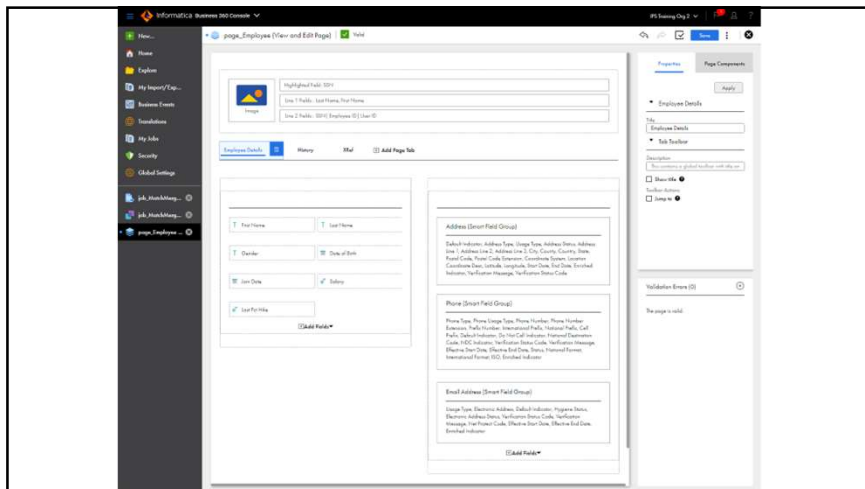 Informatica Business 360 Console
IPS Training Org 2
New...
Home
Explore
My Import/Exp...
Business Events
Translations
My Jobs
Security
Global Settings
job_MatchMerg...
job_MatchMerg...
page_Employee ...
page_Employee (View and Edit Page)
Valid
Save
Image
Highlighted Field: SSN
Line 1 Fields: Last Name, First Name
Line 2 Fields: SSN | Employee ID | User ID
Employee Details
History
XRef
Add Page Tab
First Name
Last Name
Gender
Date of Birth
Join Date
Salary
Last Pct Hike
Add Fields
Address (Smart Field Group)
Default Indicator, Address Type, Usage Type, Address Status, Address
Line 1, Address Line 2, Address Line 3, City, County, Country, State,
Postal Code, Postal Code Extension, Coordinate System, Location
Coordinate Desc, Latitude, Longitude, Start Date, End Date, Enriched
Indicator, Verification Message, Verification Status Code
Phone (Smart Field Group)
Phone Type, Phone Usage Type, Phone Number, Phone Number
Extension, Prefix Number, International Prefix, National Prefix, Cell
Prefix, Default Indicator, Do Not Call Indicator, National Destination
Code, NDC Indicator, Verification Status Code, Verification Message,
Effective Start Date, Effective End Date, Status, National Format,
International Format, ISO, Enriched Indicator
Email Address (Smart Field Group)
Usage Type, Electronic Address, Default Indicator, Hygiene Status,
Electronic Address Status, Verification Status Code, Verification
Message, Net Protect Code, Effective Start Date, Effective End Date,
Enriched Indicator
Add Fields
Properties
Page Components
Apply
Employee Details
Title
Employee Details
Tab Toolbar
Description
This contains a global toolbar with title an
Show title
Toolbar Actions
Jump to
Validation Errors (0)
The page is valid.